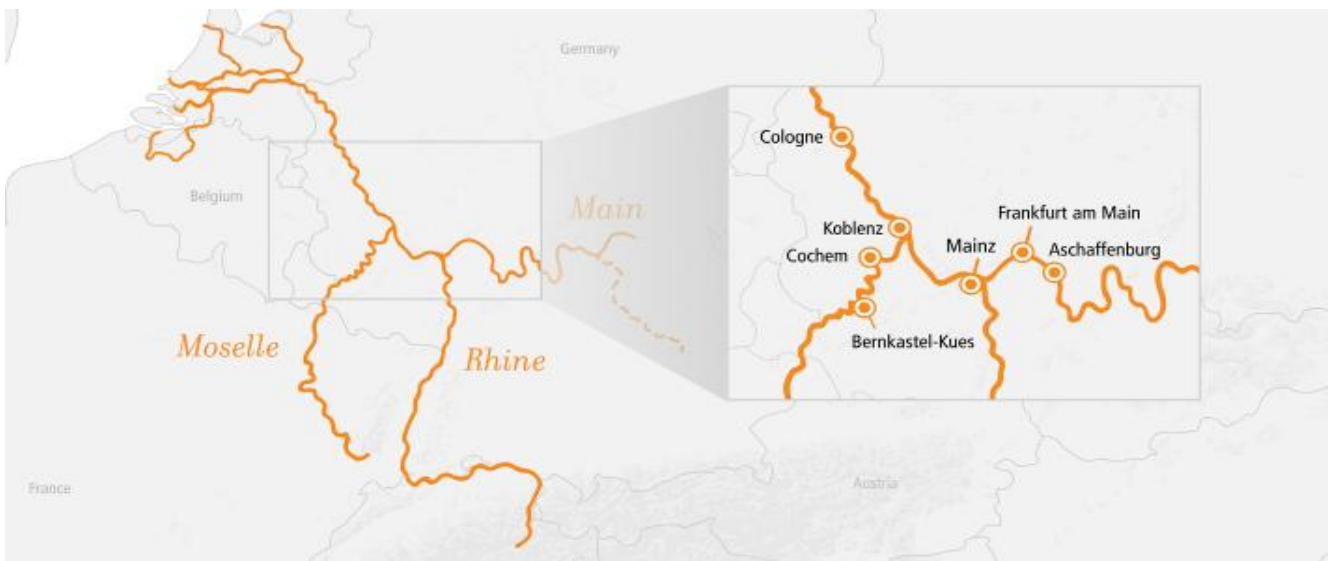 Germany
Belgium
Main
Moselle
Rhine
France
Austria
Cologne
Koblenz
Cochem
Mainz
Frankfurt am Main
Aschaffenburg
Bernkastel-Kues